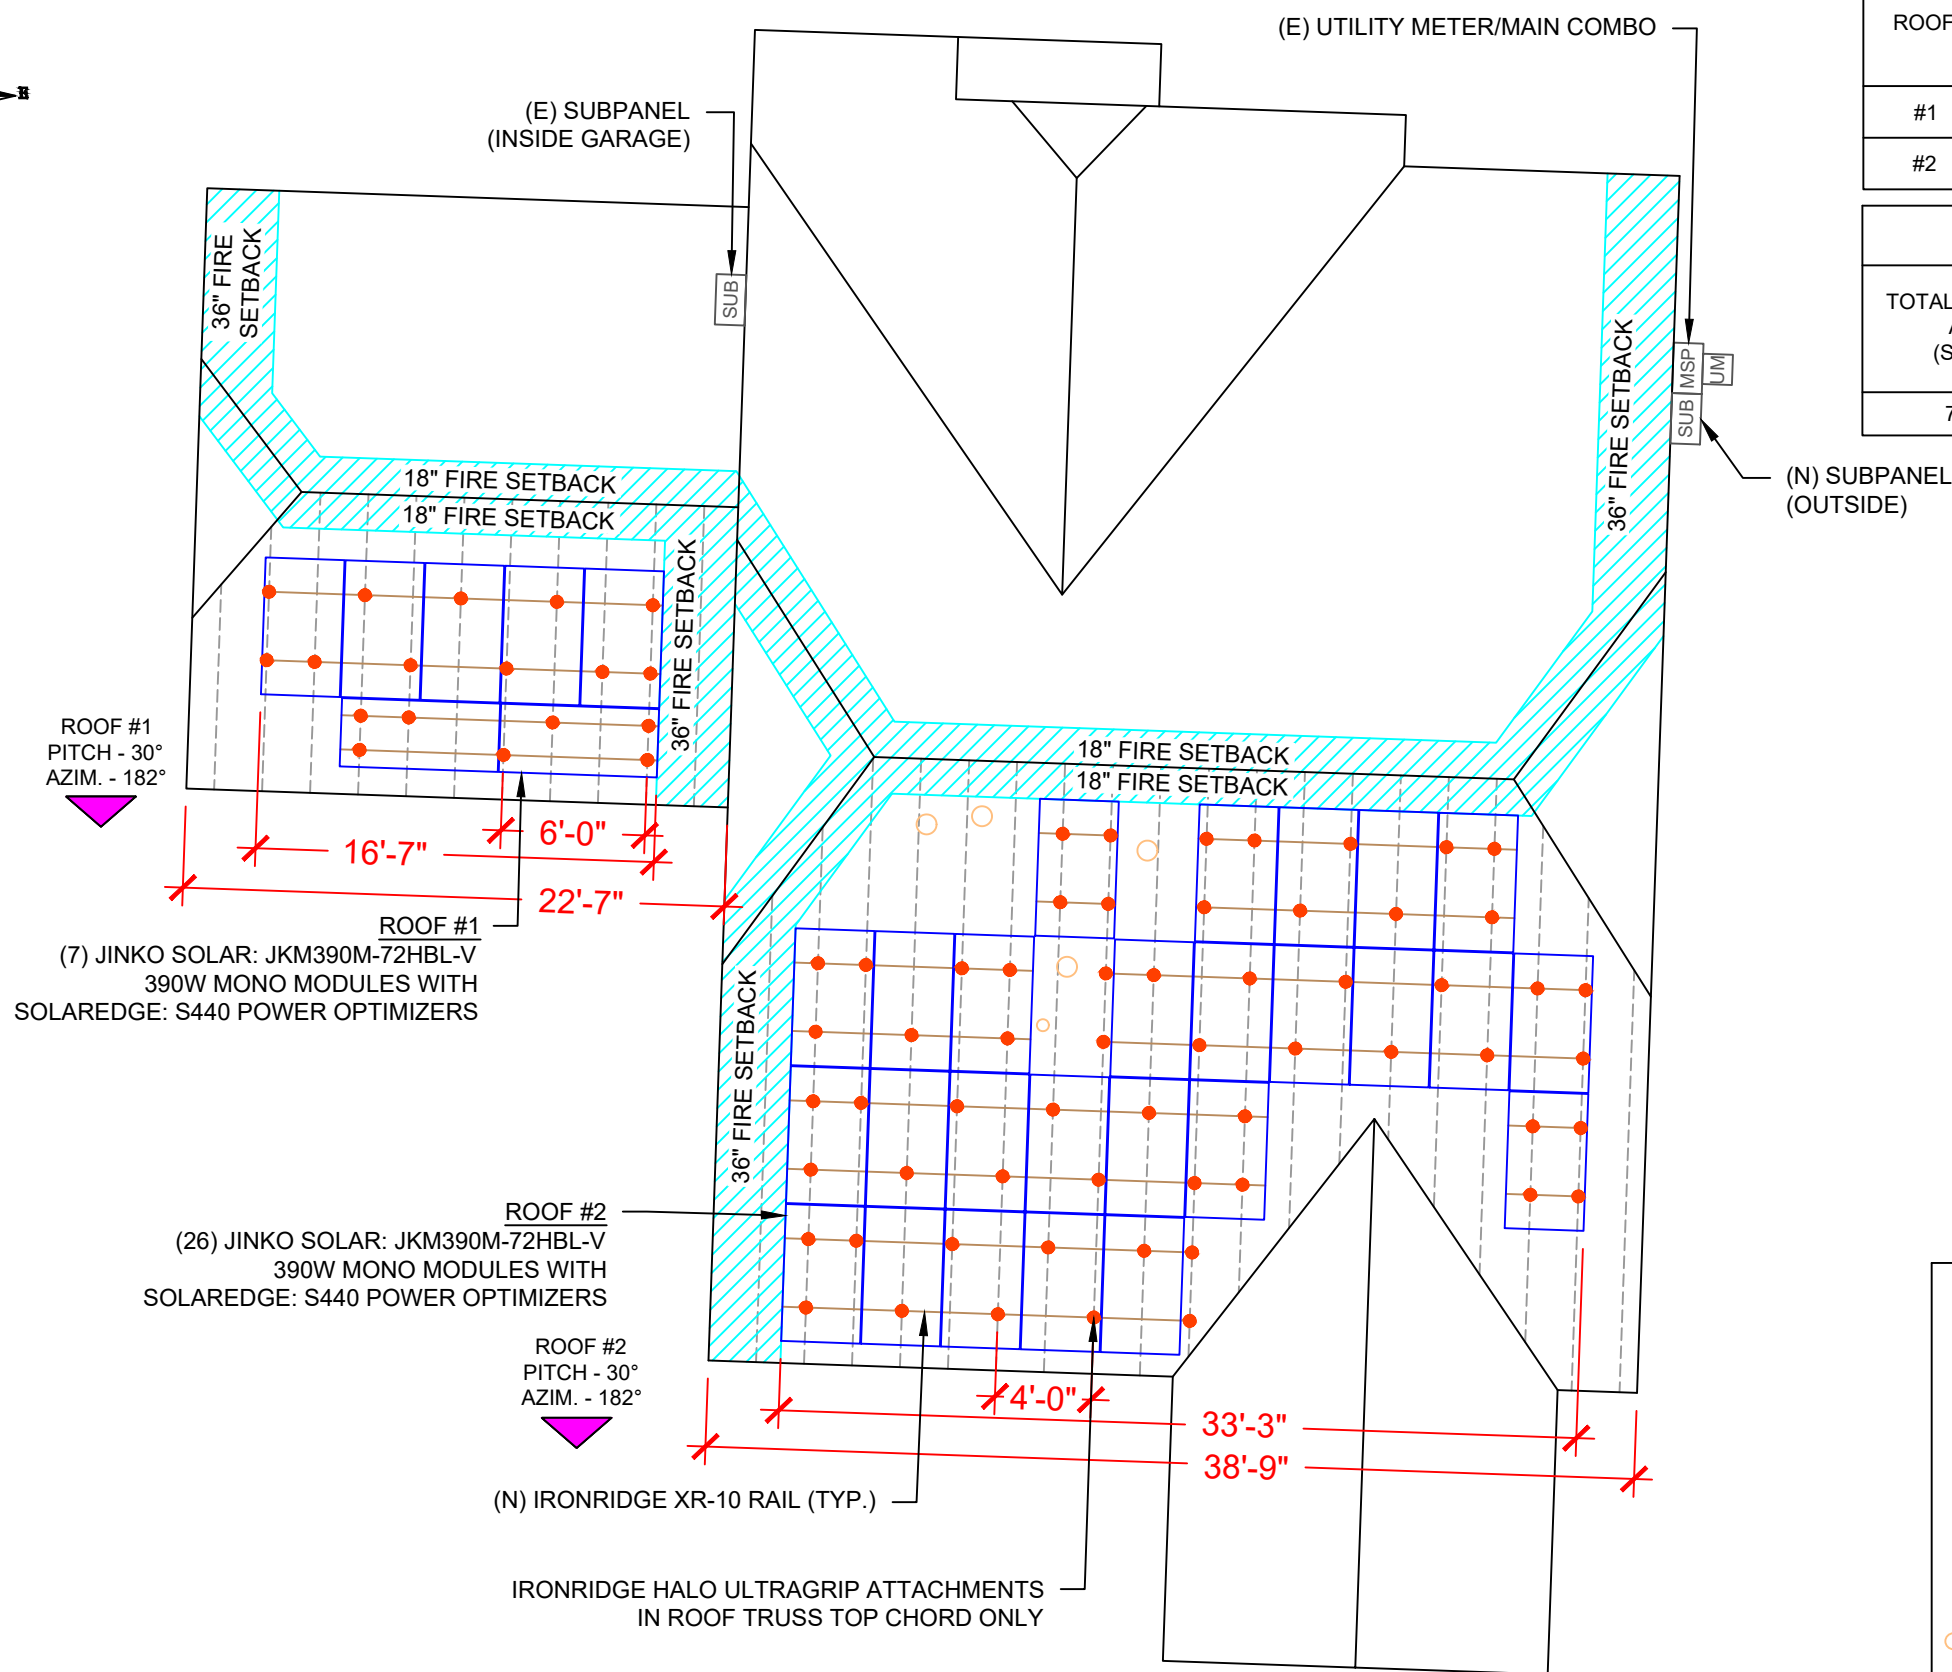 (E) UTILITY METER/MAIN COMBO
ROOF
#1
#2
(E) SUBPANEL
(INSIDE GARAGE)
36" FIRE
SETBACK
SUB
TOTAL
(S
7
36" FIRE SETBACK
MSP
UM
SUB
(N) SUBPANEL
(OUTSIDE)
18" FIRE SETBACK
18" FIRE SETBACK
36" FIRE SETBACK
ROOF #1
PITCH - 30°
AZIM. - 182°
18" FIRE SETBACK
18" FIRE SETBACK
6'-0"
16'-7"
22'-7"
ROOF #1
(7) JINKO SOLAR: JKM390M-72HBL-V
390W MONO MODULES WITH
SOLAREDGE: S440 POWER OPTIMIZERS
36" FIRE SETBACK
ROOF #2
(26) JINKO SOLAR: JKM390M-72HBL-V
390W MONO MODULES WITH
SOLAREDGE: S440 POWER OPTIMIZERS
ROOF #2
PITCH - 30°
AZIM. - 182°
4'-0"
33'-3"
38'-9"
(N) IRONRIDGE XR-10 RAIL (TYP.)
IRONRIDGE HALO ULTRAGRIP ATTACHMENTS
IN ROOF TRUSS TOP CHORD ONLY